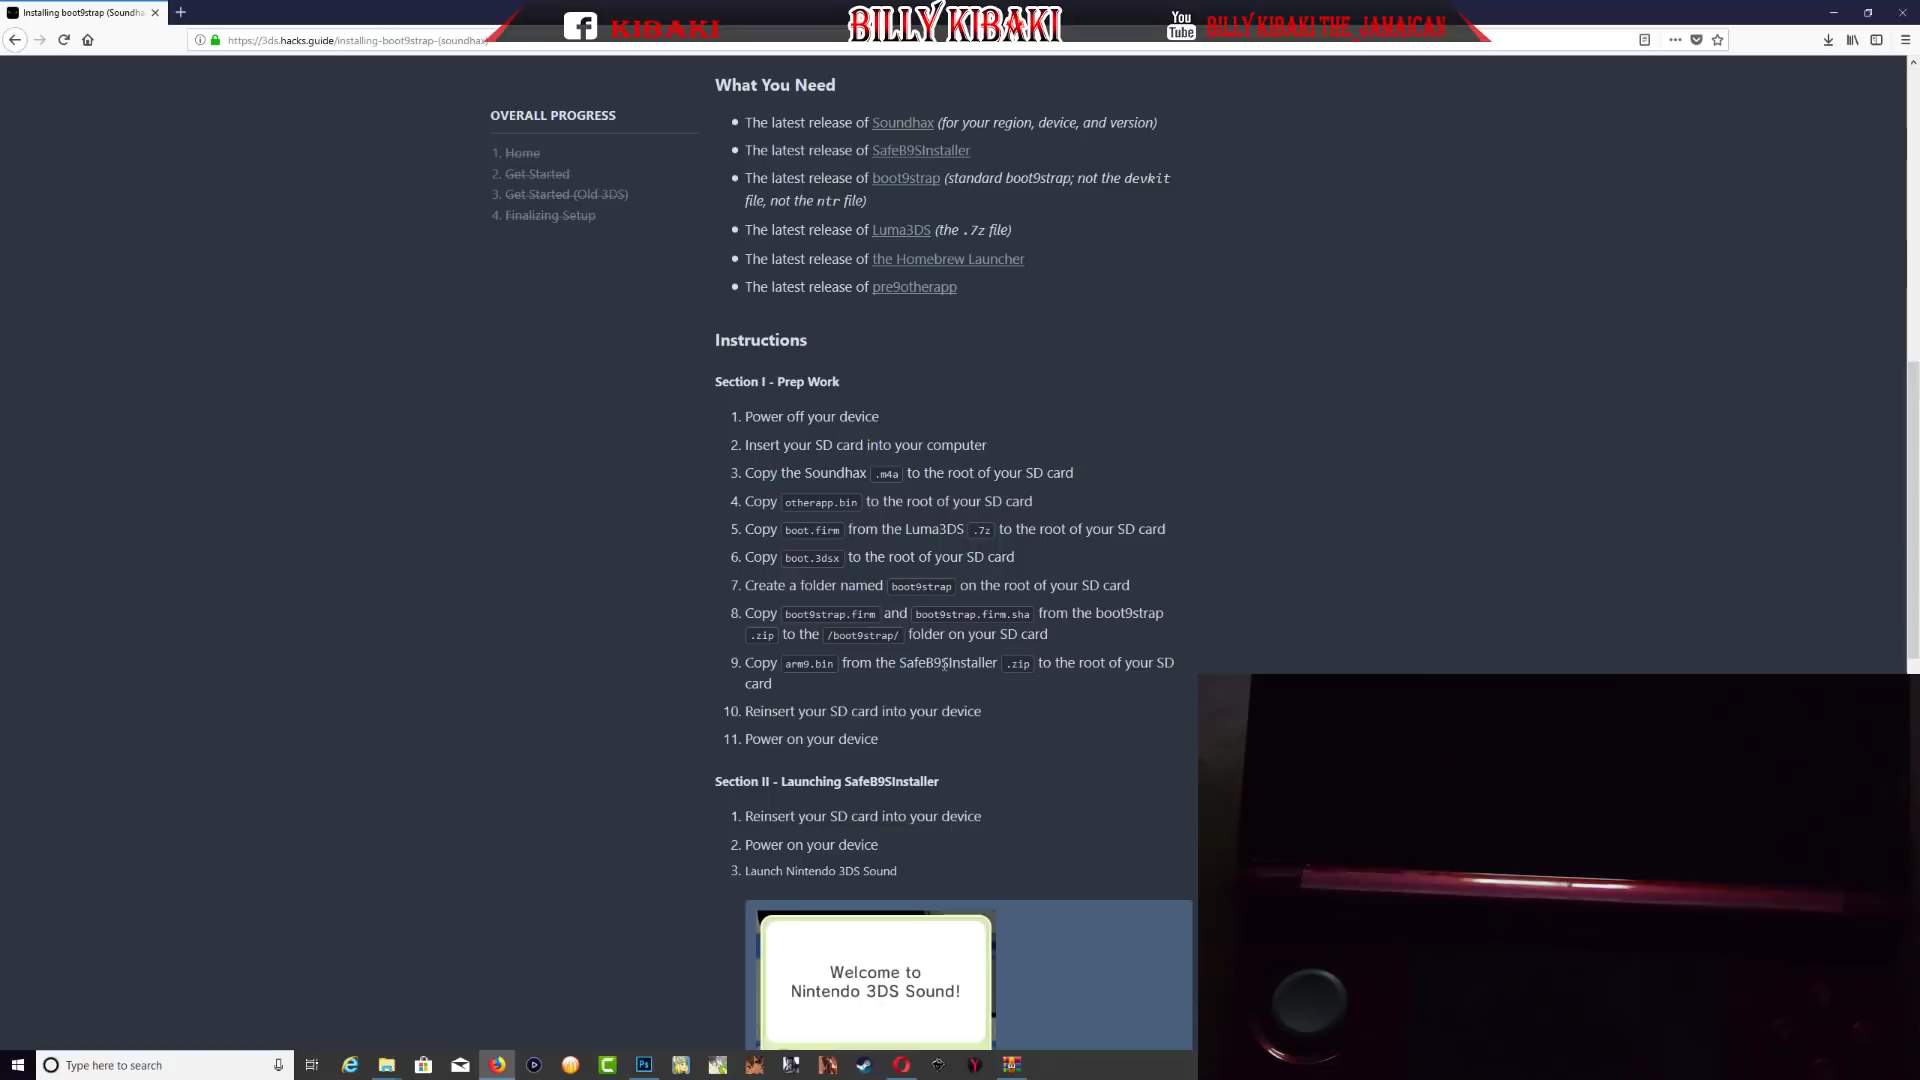 Installing boot9strap (Soundha
KIBAKI
BILLY KIBAKI
You Tube
BILLY KIBAKI THE_JAMAICAN
https://3ds.hacks.guide/installing-boot9strap-(soundhax)
What You Need
OVERALL PROGRESS
1. Home
2. Get Started
3. Get Started (Old 3DS)
4. Finalizing Setup
The latest release of Soundhax (for your region, device, and version)
The latest release of SafeB9SInstaller
The latest release of boot9strap (standard boot9strap; not the devkit
file, not the ntr file)
The latest release of Luma3DS (the .7z file)
The latest release of the Homebrew Launcher
The latest release of pre9otherapp
Instructions
Section I - Prep Work
1. Power off your device
2. Insert your SD card into your computer
3. Copy the Soundhax .m4a to the root of your SD card
4. Copy otherapp.bin to the root of your SD card
5. Copy boot.firm from the Luma3DS .7z to the root of your SD card
6. Copy boot.3dsx to the root of your SD card
7. Create a folder named boot9strap on the root of your SD card
8. Copy boot9strap.firm and boot9strap.firm.sha from the boot9strap
.zip to the /boot9strap/ folder on your SD card
9. Copy arm9.bin from the SafeB9SInstaller .zip to the root of your SD
card
10. Reinsert your SD card into your device
11. Power on your device
Section II - Launching SafeB9SInstaller
1. Reinsert your SD card into your device
2. Power on your device
3. Launch Nintendo 3DS Sound
Welcome to
Nintendo 3DS Sound!
Type here to search